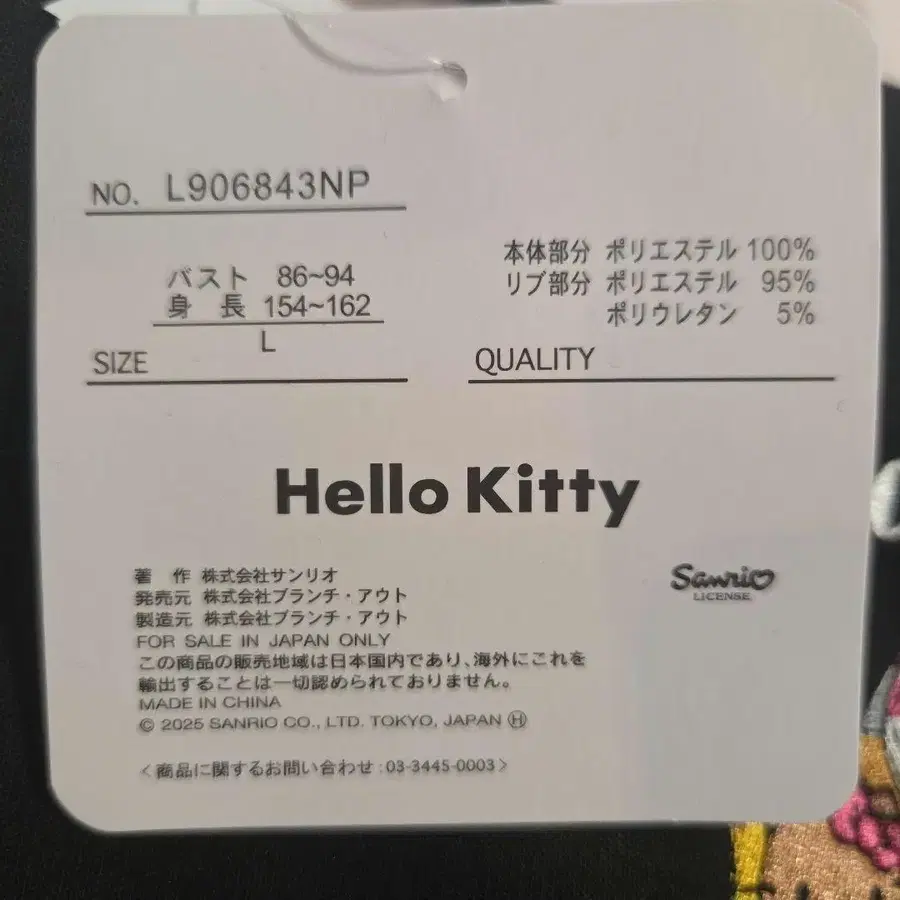 NO. L906843NP
バスト 86~94
身 長 154~162
L
SIZE
本体部分 ポリエステル 100%
リブ部分 ポリエステル 95%
ポリウレタン 5%
QUALITY
Hello Kitty
著 作 株式会社サンリオ
発売元 株式会社ブランチ・アウト
製造元 株式会社ブランチ・アウト
FOR SALE IN JAPAN ONLY
この商品の販売地域は日本国内であり、海外にこれを
輸出することは一切認められておりません。
MADE IN CHINA
© 2025 SANRIO CO., LTD. TOKYO, JAPAN Ⓗ
<商品に関するお問い合わせ:03-3445-0003>
Sanrio
LICENSE